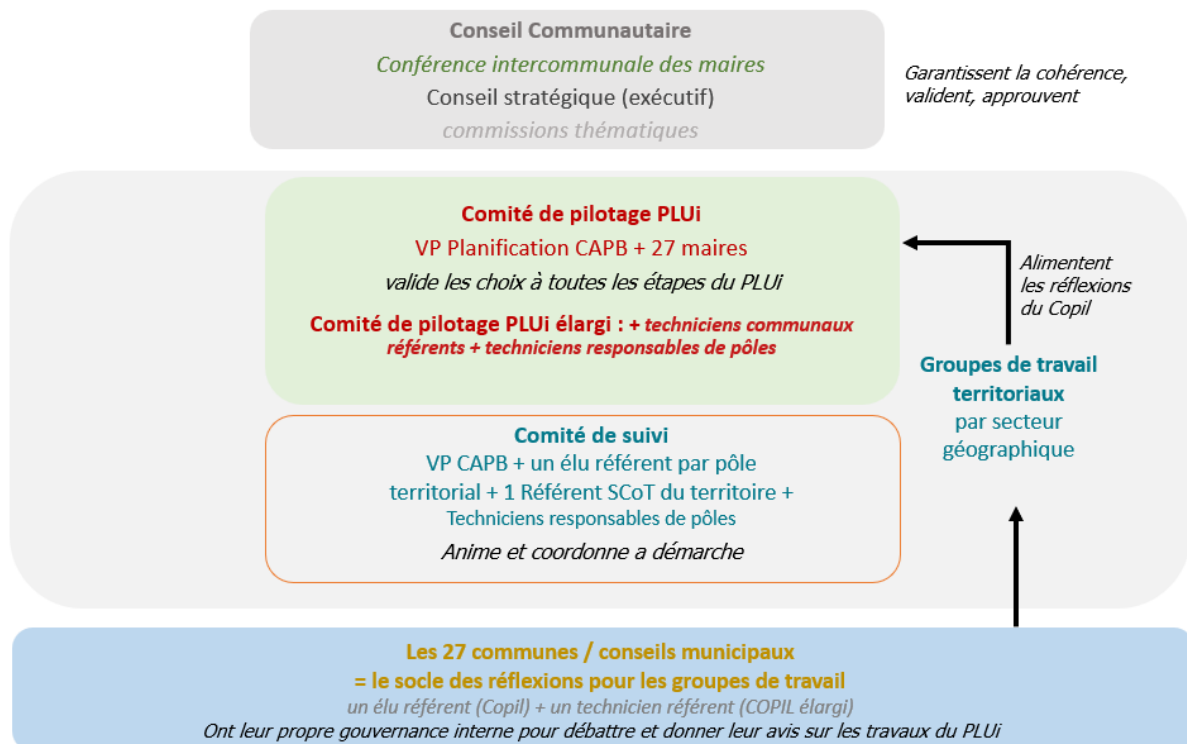 Conseil Communautaire
Conférence intercommunale des maires
Conseil stratégique (exécutif)
commissions thématiques
Garantissent la cohérence,
valident, approuvent
Comité de pilotage PLUi
VP Planification CAPB + 27 maires
valide les choix à toutes les étapes du PLUi
Comité de pilotage PLUi élargi : + techniciens communaux
référents + techniciens responsables de pôles
Alimentent
les réflexions
du Copil
Groupes de travail
territoriaux
par secteur
géographique
Comité de suivi
VP CAPB + un élu référent par pôle
territorial + 1 Référent SCoT du territoire +
Techniciens responsables de pôles
Anime et coordonne a démarche
Les 27 communes / conseils municipaux
= le socle des réflexions pour les groupes de travail
un élu référent (Copil) + un technicien référent (COPIL élargi)
Ont leur propre gouvernance interne pour débattre et donner leur avis sur les travaux du PLUi